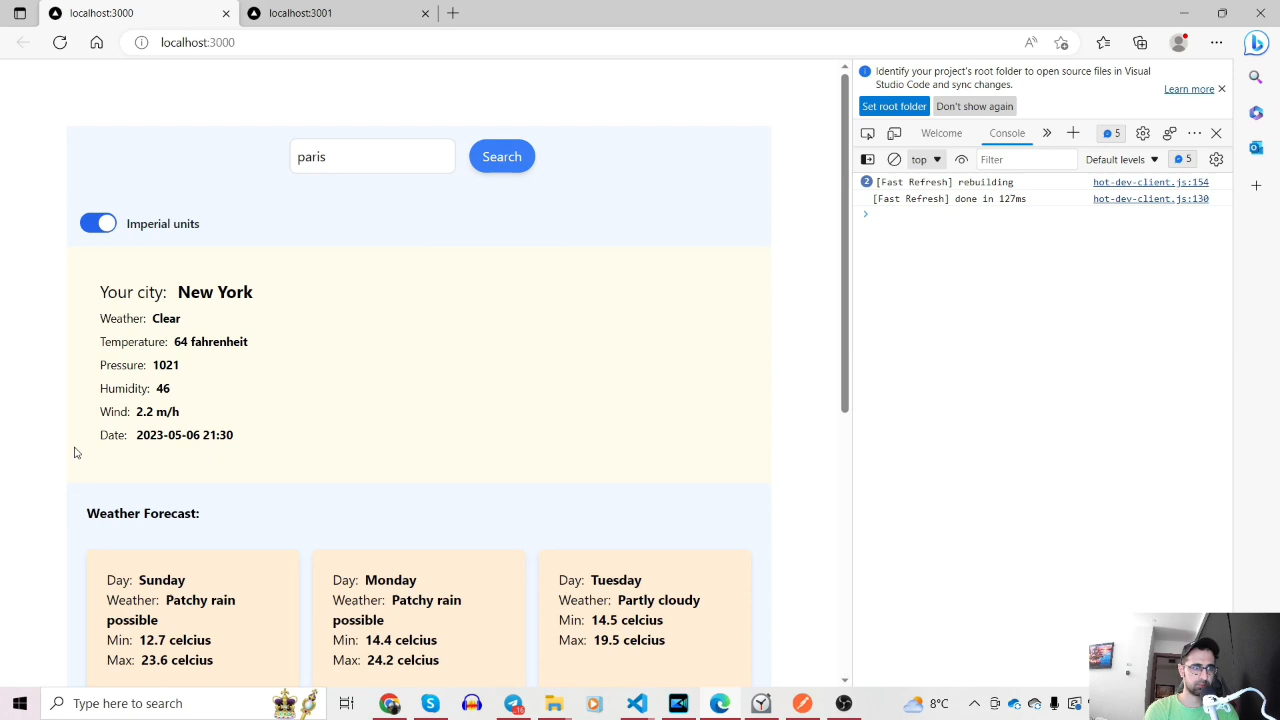 localhost:3000
localhost:3001
localhost:3000
Identify your project's root folder to open source files in Visual
Studio Code and sync changes.
Learn more
Set root folder
Don't show again
Welcome
Console
5
top
Filter
Default levels
5
2
[Fast Refresh] rebuilding
hot-dev-client.js:154
[Fast Refresh] done in 127ms
hot-dev-client.js:130
paris
Search
Imperial units
Your city: New York
Weather: Clear
Temperature: 64 fahrenheit
Pressure: 1021
Humidity: 46
Wind: 2.2 m/h
Date: 2023-05-06 21:30
Weather Forecast:
Day: Sunday
Weather: Patchy rain
possible
Min: 12.7 celcius
Max: 23.6 celcius
Day: Monday
Weather: Patchy rain
possible
Min: 14.4 celcius
Max: 24.2 celcius
Day: Tuesday
Weather: Partly cloudy
Min: 14.5 celcius
Max: 19.5 celcius
Type here to search
8°C